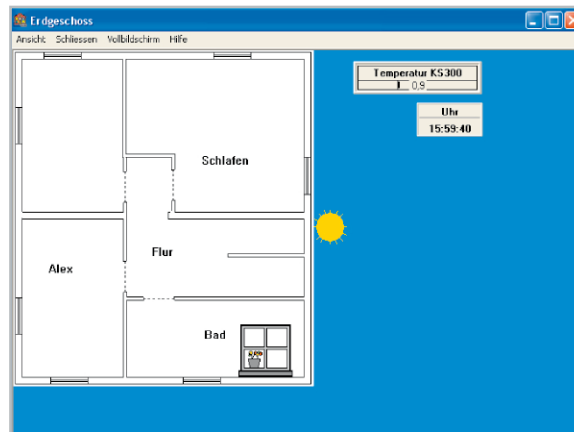 Erdgeschoss
Ansicht Schliessen Vollbildschirm Hilfe
Temperatur KS300
0,9
Uhr
15:59:40
Schlafen
Flur
Alex
Bad